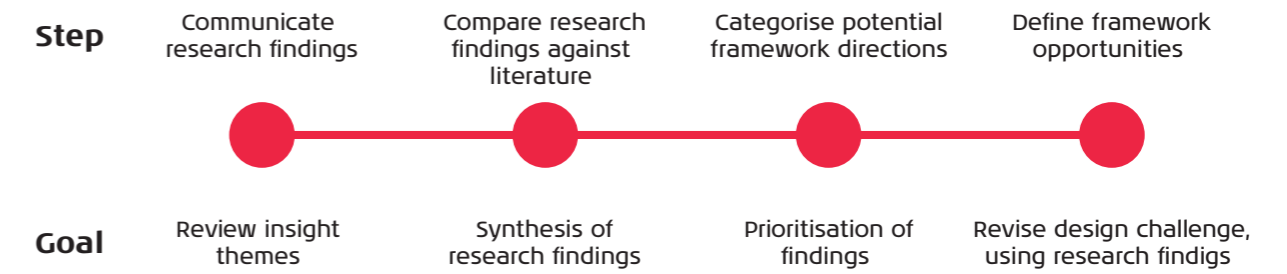 Step
Communicate
research findings
Compare research
findings against
literature
Categorise potential
framework directions
Define framework
opportunities
Goal
Review insight
themes
Synthesis of
research findings
Prioritisation of
findings
Revise design challenge,
using research findigs